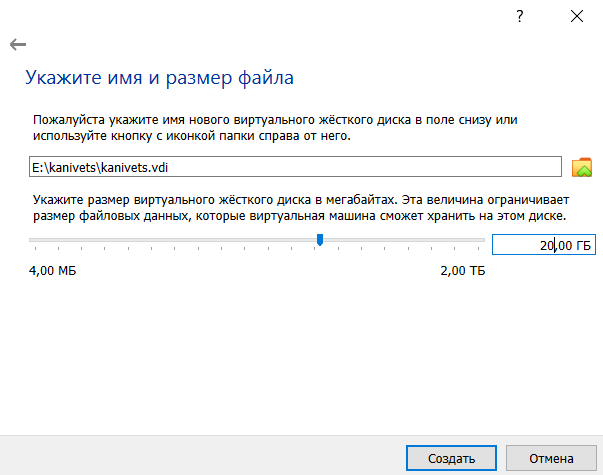 ?
Укажите имя и размер файла
Пожалуйста укажите имя нового виртуального жёсткого диска в поле снизу или
используйте кнопку с иконкой папки справа от него.
E:\kanivets\kanivets.vdi
Укажите размер виртуального жёсткого диска в мегабайтах. Эта величина ограничивает
размер файловых данных, которые виртуальная машина сможет хранить на этом диске.
20,00 ГБ
4,00 МБ 2,00 ТБ
Создать Отмена